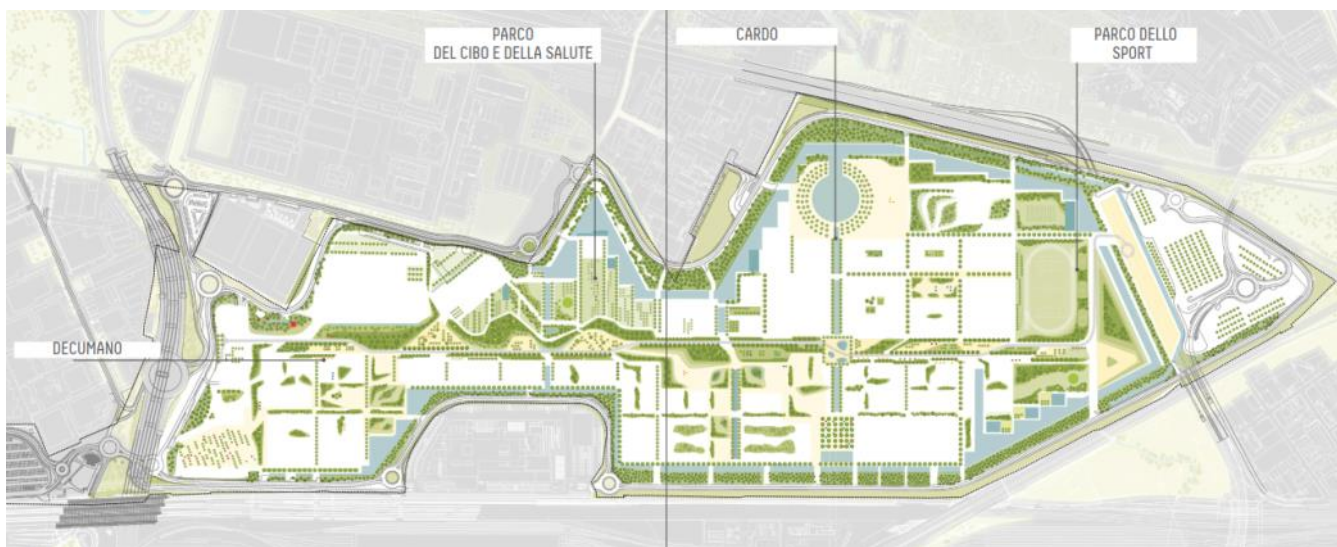 PARCO
DEL CIBO E DELLA SALUTE
CARDO
PARCO DELLO
SPORT
DECUMANO